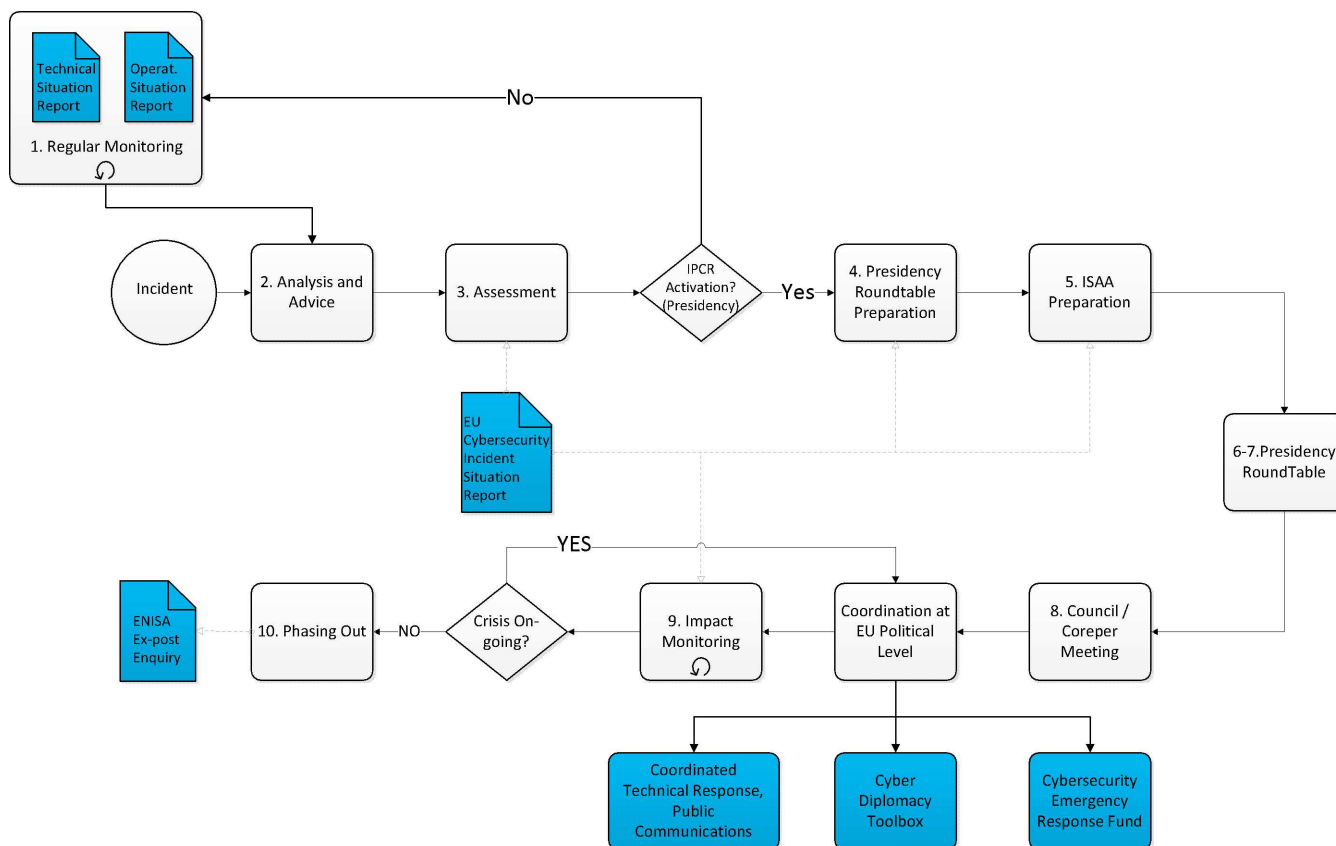 Technical
Situation
Report
Operat.
Situation
Report
1. Regular Monitoring
No
Incident
2. Analysis and
Advice
3. Assessment
IPCR
Activation?
(Presidency)
Yes
4. Presidency
Roundtable
Preparation
5. ISAA
Preparation
EU
Cybersecurity
Incident
Situation
Report
6-7.Presidency
RoundTable
YES
ENISA
Ex-post
Enquiry
10. Phasing Out
NO
Crisis On-
going?
9. Impact
Monitoring
Coordination at
EU Political
Level
8. Council /
Coreper
Meeting
Coordinated
Technical Response,
Public
Communications
Cyber
Diplomacy
Toolbox
Cybersecurity
Emergency
Response Fund